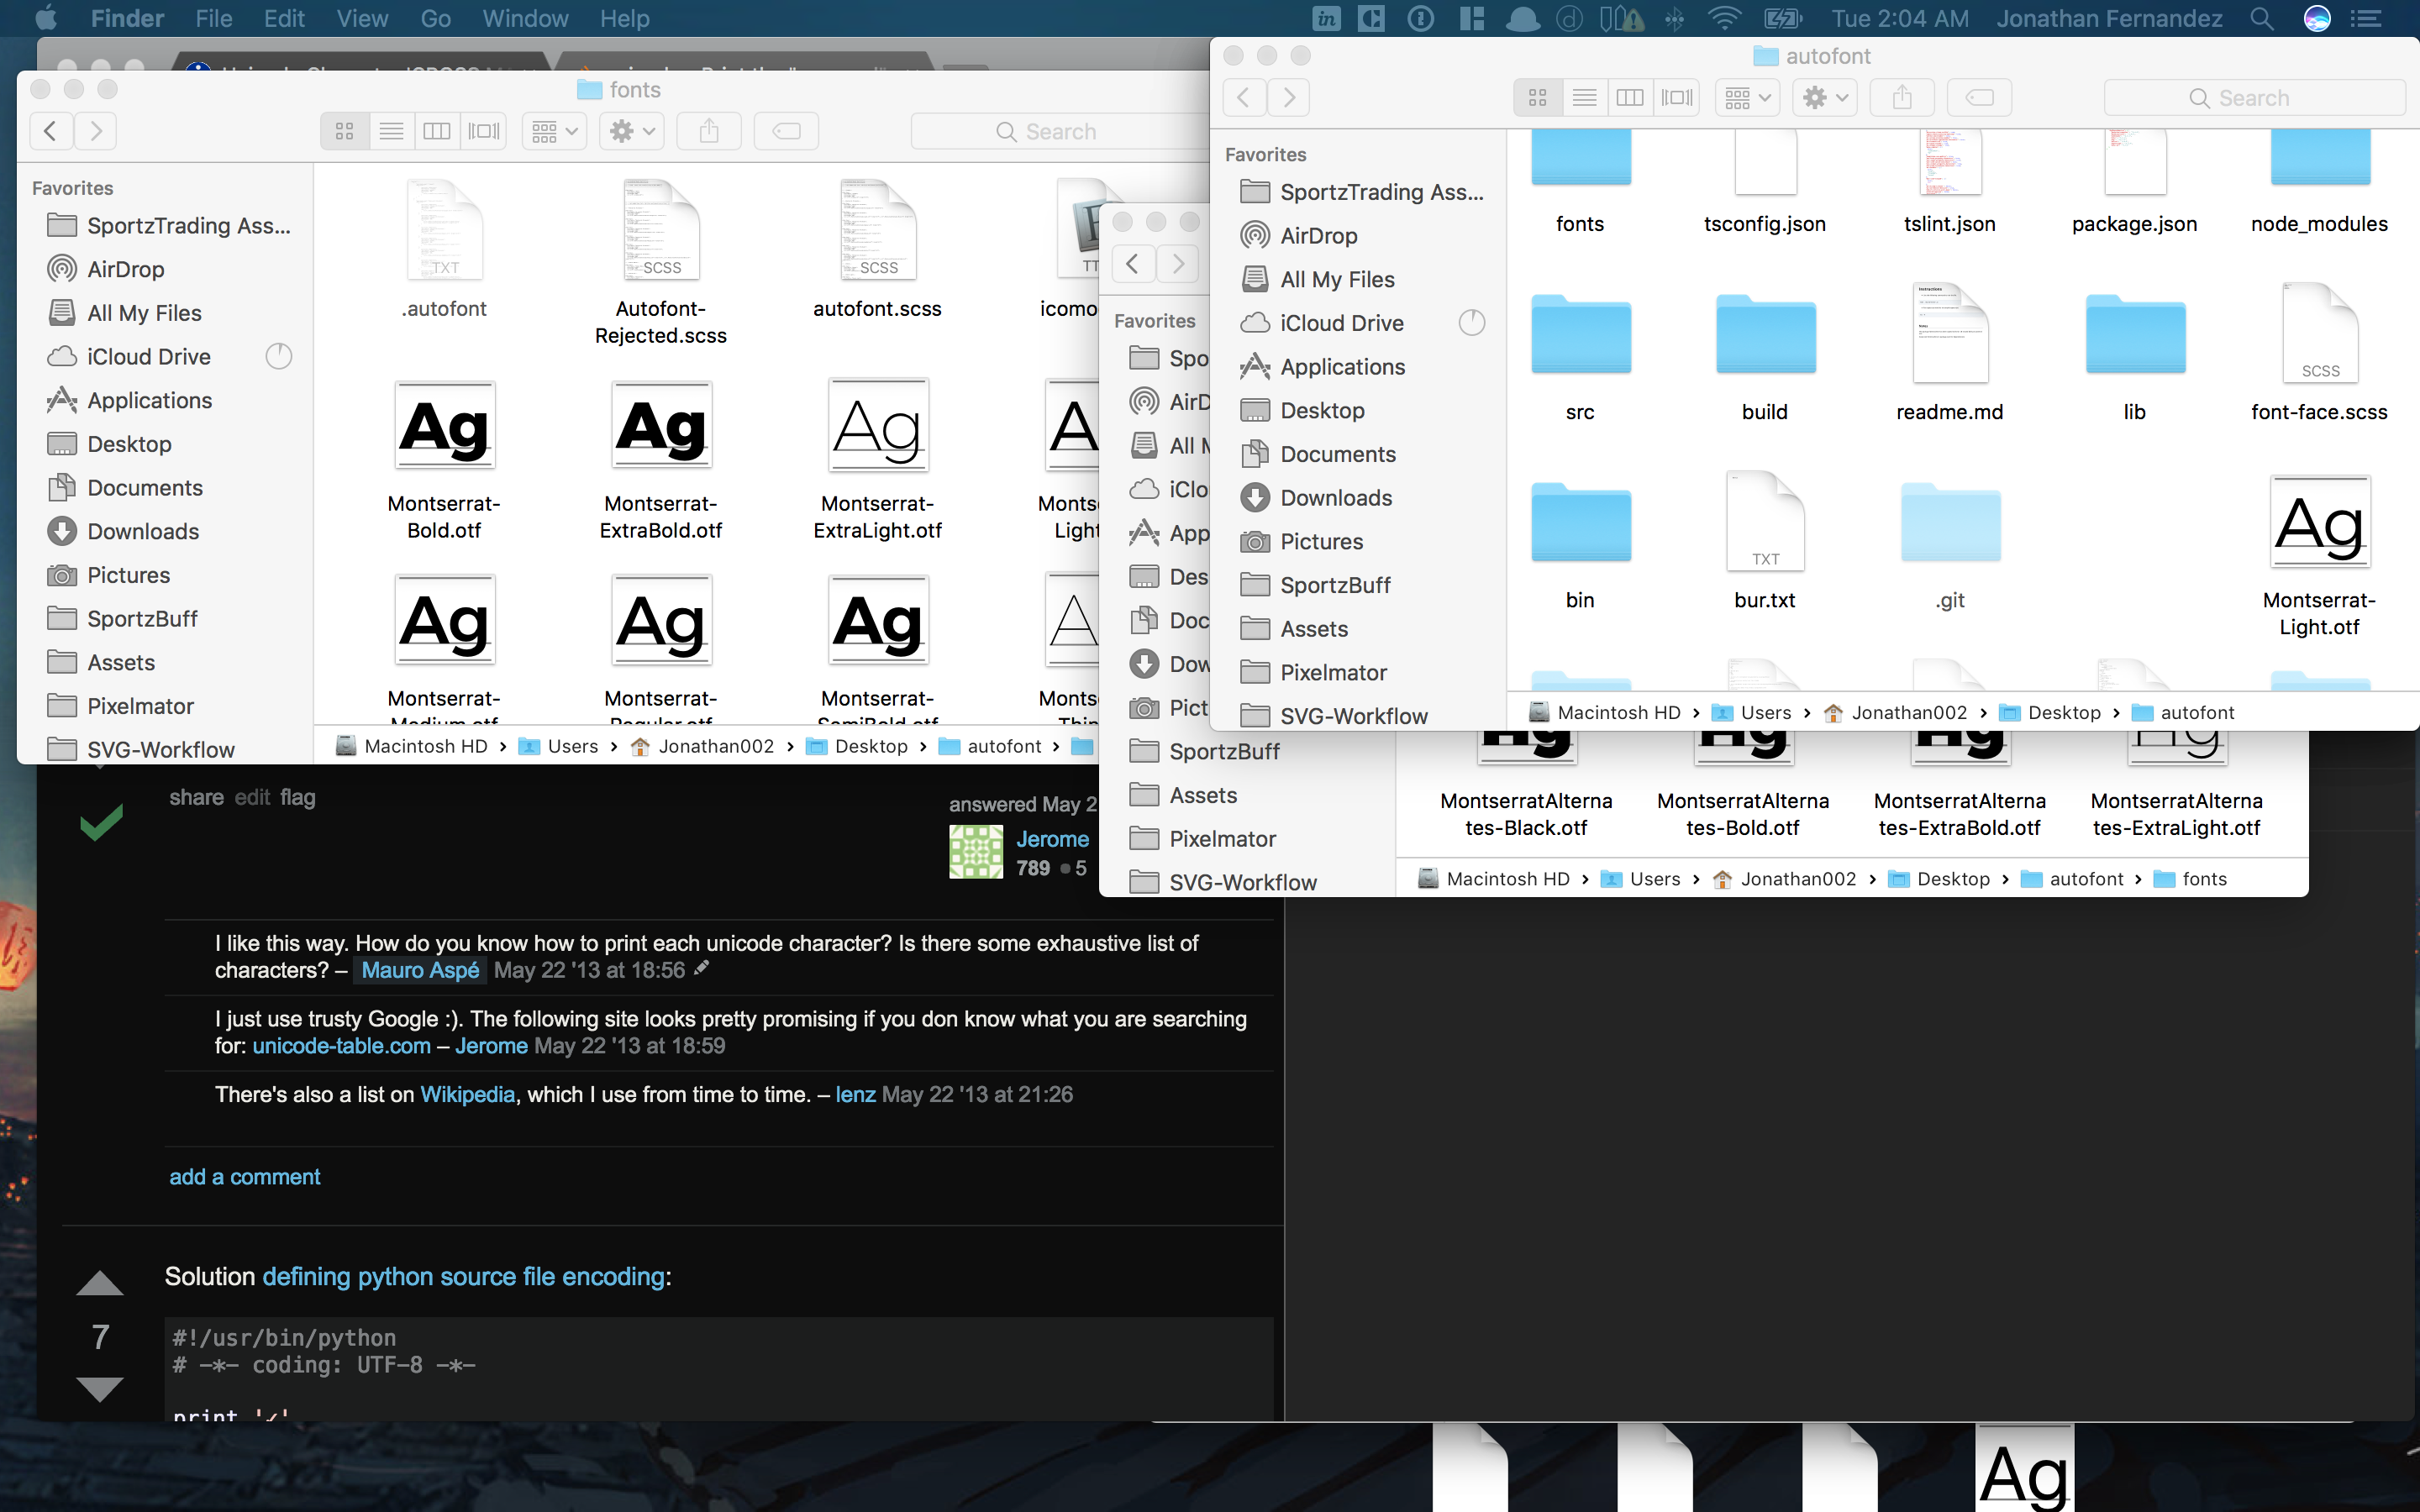 Finder File Edit View Go Window Help
Tue 2:04 AM Jonathan Fernandez
fonts
Search
Favorites
SportzTrading Ass...
AirDrop
All My Files
iCloud Drive
Applications
Desktop
Documents
Downloads
Pictures
SportzBuff
Assets
Pixelmator
SVG-Workflow
TXT
SCSS
SCSS
.autofont
Autofont-
Rejected.scss
autofont.scss
icomo
Ag Ag Ag A
Montserrat-
Bold.otf
Montserrat-
ExtraBold.otf
Montserrat-
ExtraLight.otf
Monts
Light
Ag Ag Ag A
Montserrat-
Medium.otf
Montserrat-
Regular.otf
Montserrat-
SemiBold.otf
Monts
Thin
Macintosh HD › Users › Jonathan002 › Desktop › autofont ›
Favorites
Spo
AirD
All M
iClo
App
Des
Doc
Dow
Pict
SportzBuff
Assets
Pixelmator
SVG-Workflow
MontserratAlterna
tes-Black.otf
MontserratAlterna
tes-Bold.otf
MontserratAlterna
tes-ExtraBold.otf
MontserratAlterna
tes-ExtraLight.otf
Macintosh HD › Users › Jonathan002 › Desktop › autofont › fonts
autofont
Search
Favorites
SportzTrading Ass...
AirDrop
All My Files
iCloud Drive
Applications
Desktop
Documents
Downloads
Pictures
SportzBuff
Assets
Pixelmator
SVG-Workflow
fonts
tsconfig.json
tslint.json
package.json
node_modules
SCSS
src
build
readme.md
lib
font-face.scss
TXT
Ag
bin
bur.txt
.git
Montserrat-
Light.otf
Macintosh HD › Users › Jonathan002 › Desktop › autofont
share edit flag
answered May 2
Jerome
789 5
I like this way. How do you know how to print each unicode character? Is there some exhaustive list of
characters? – Mauro Aspé May 22 '13 at 18:56
I just use trusty Google :). The following site looks pretty promising if you don know what you are searching
for: unicode-table.com – Jerome May 22 '13 at 18:59
There's also a list on Wikipedia, which I use from time to time. – lenz May 22 '13 at 21:26
add a comment
7
Solution defining python source file encoding:
#!/usr/bin/python
# -*- coding: UTF-8 -*-
print '✓'
Ag